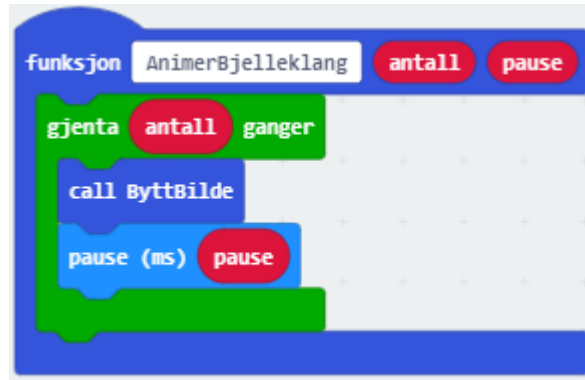 funksjon AnimerBjelleklang antall pause
gjenta antall ganger
call ByttBilde
pause (ms) pause